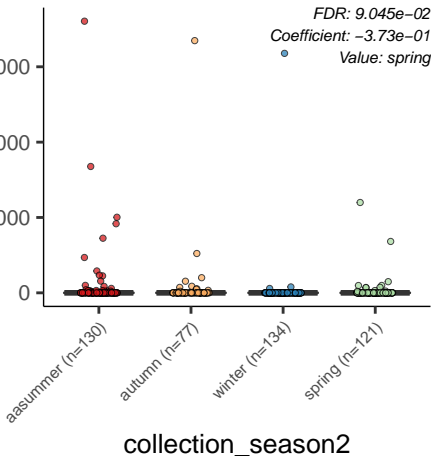 FDR: 9.045e−02
Coefficient: −3.73e−01
Value: spring
000
000
000
0
aasummer (n=130)
autumn (n=77)
winter (n=134)
spring (n=121)
collection_season2